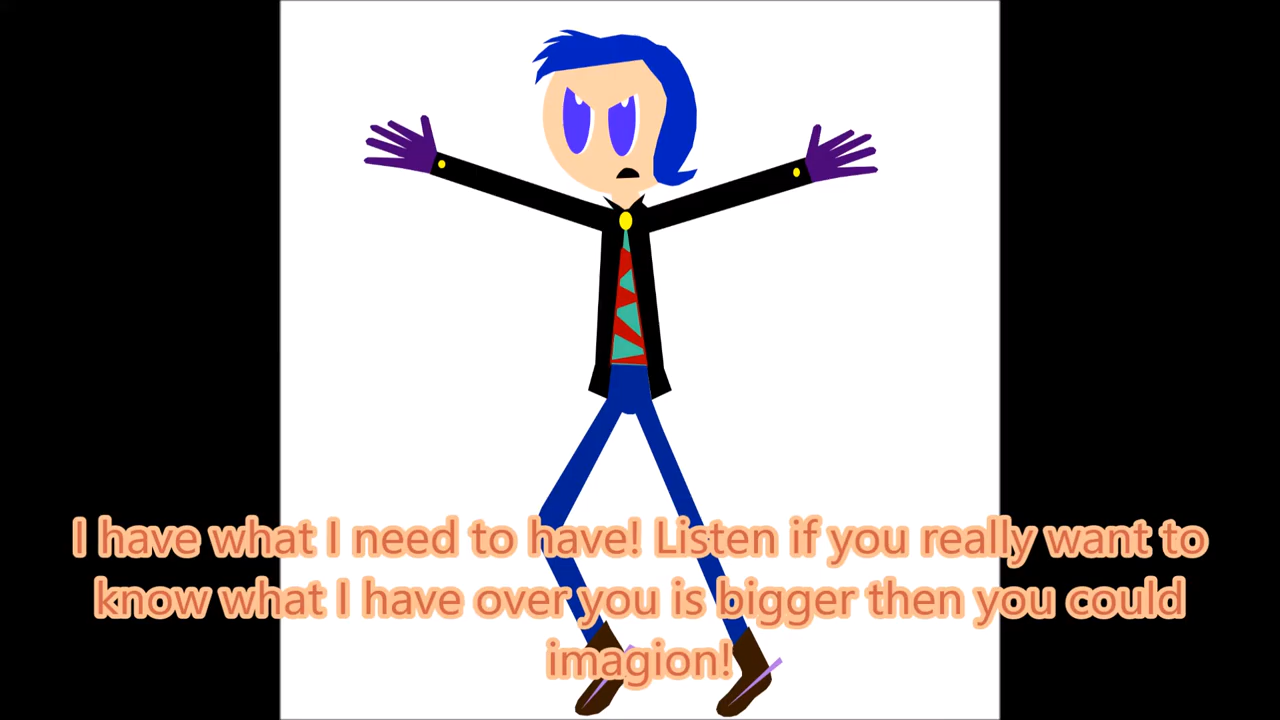 I have what I need to have! Listen if you really want to
know what I have over you is bigger then you could
imagion!